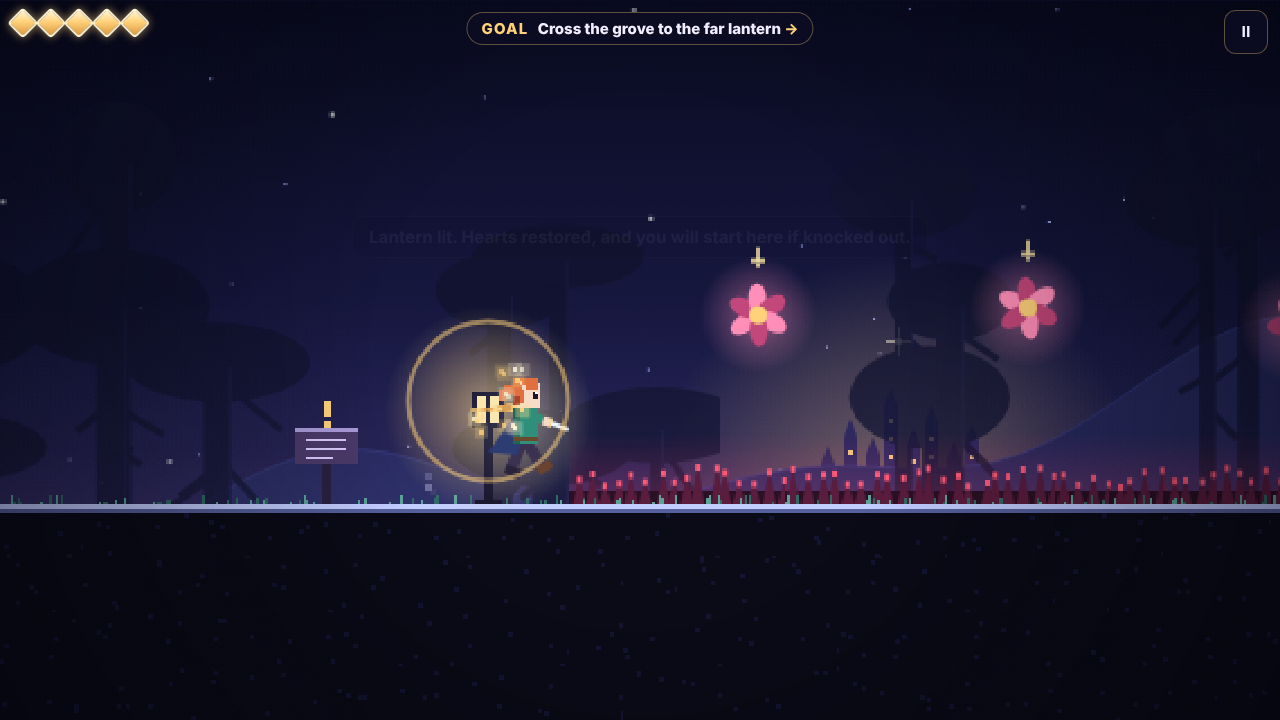 GOAL Cross the grove to the far lantern →
Lantern lit. Hearts restored, and you will start here if knocked out.